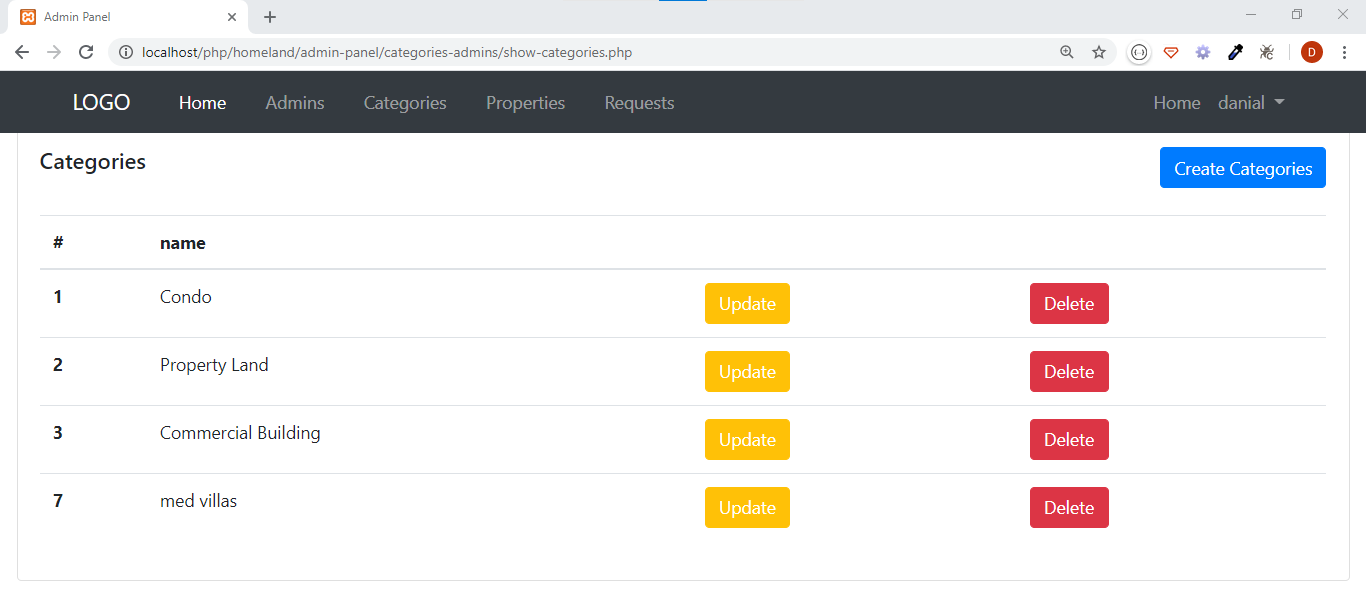 Admin Panel
localhost/php/homeland/admin-panel/categories-admins/show-categories.php
D
LOGO Home Admins Categories Properties Requests Home danial
Categories Create Categories
# name
1 Condo Update Delete
2 Property Land Update Delete
3 Commercial Building Update Delete
7 med villas Update Delete